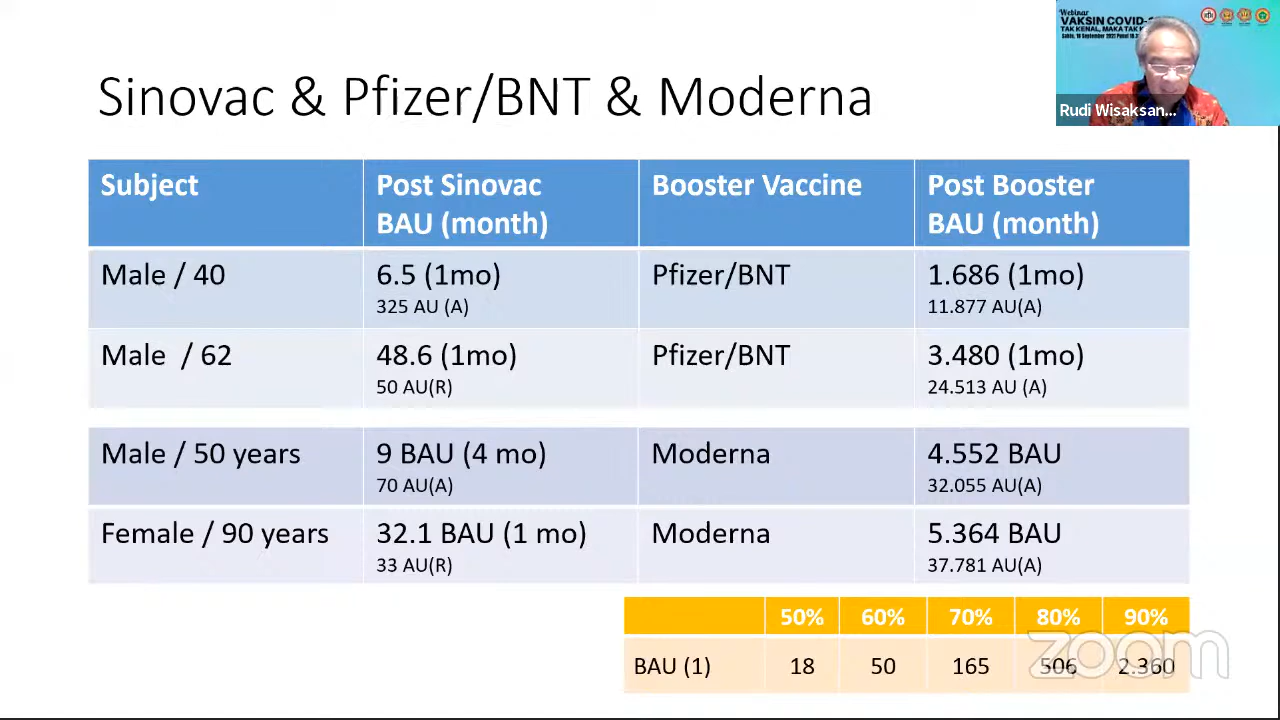 Sinovac & Pfizer/BNT & Moderna
Webinar
VAKSIN COVID-
TAK KENAL, MAKA TAK
Rudi Wisaksan...
Subject
Post Sinovac
BAU (month)
Booster Vaccine
Post Booster
BAU (month)
Male / 40
6.5 (1mo)
325 AU (A)
Pfizer/BNT
1.686 (1mo)
11.877 AU(A)
Male / 62
48.6 (1mo)
50 AU(R)
Pfizer/BNT
3.480 (1mo)
24.513 AU (A)
Male / 50 years
9 BAU (4 mo)
70 AU(A)
Moderna
4.552 BAU
32.055 AU(A)
Female / 90 years
32.1 BAU (1 mo)
33 AU(R)
Moderna
5.364 BAU
37.781 AU(A)
50% 60% 70% 80% 90%
BAU (1) 18 50 165 506 2.360
zoom